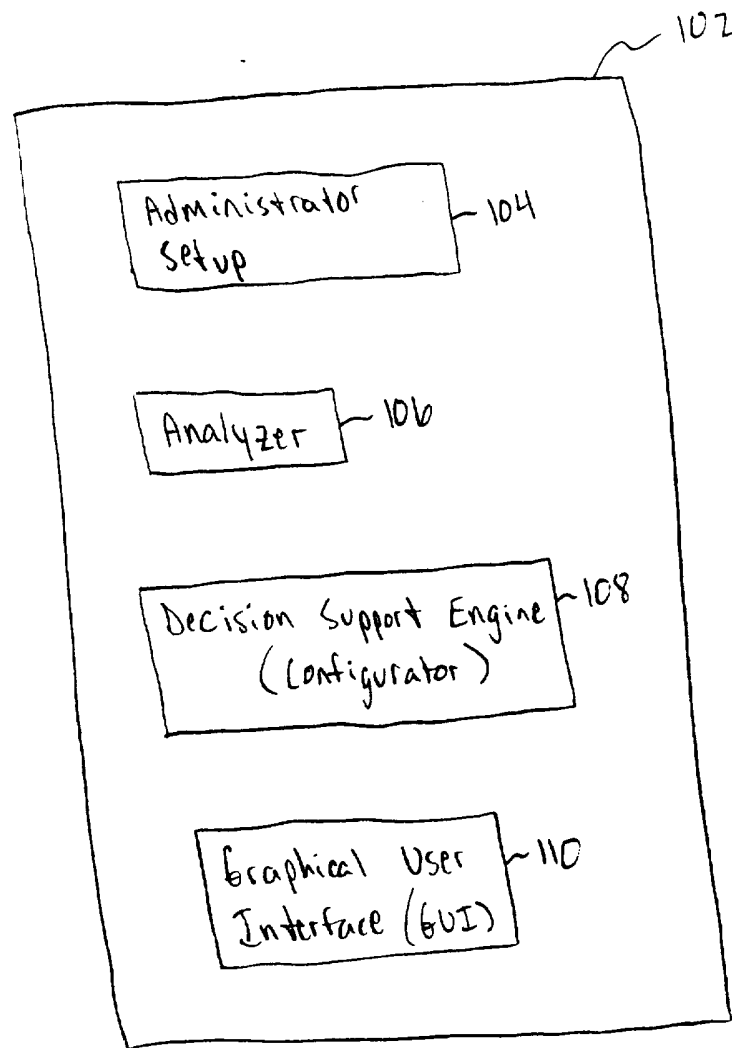 102
Administrator
Setup
104
Analyzer
106
Decision Support Engine
(Configurator)
108
Graphical User
Interface (GUI)
110